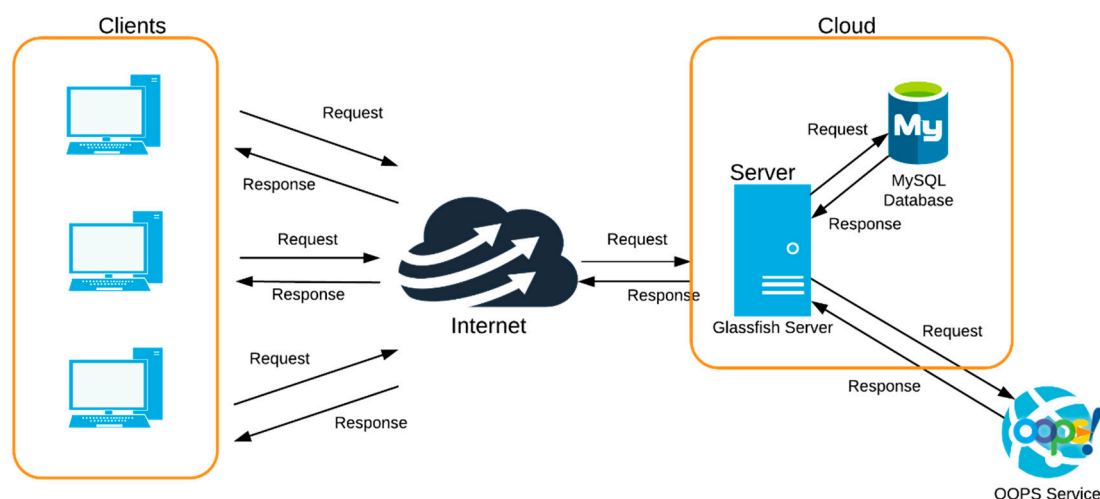 Clients
Cloud
Request
Response
Request
Response
Request
Response
Internet
Request
Response
Server
Glassfish Server
Request
Response
My
MySQL
Database
Request
Response
oops!
OOPS Service